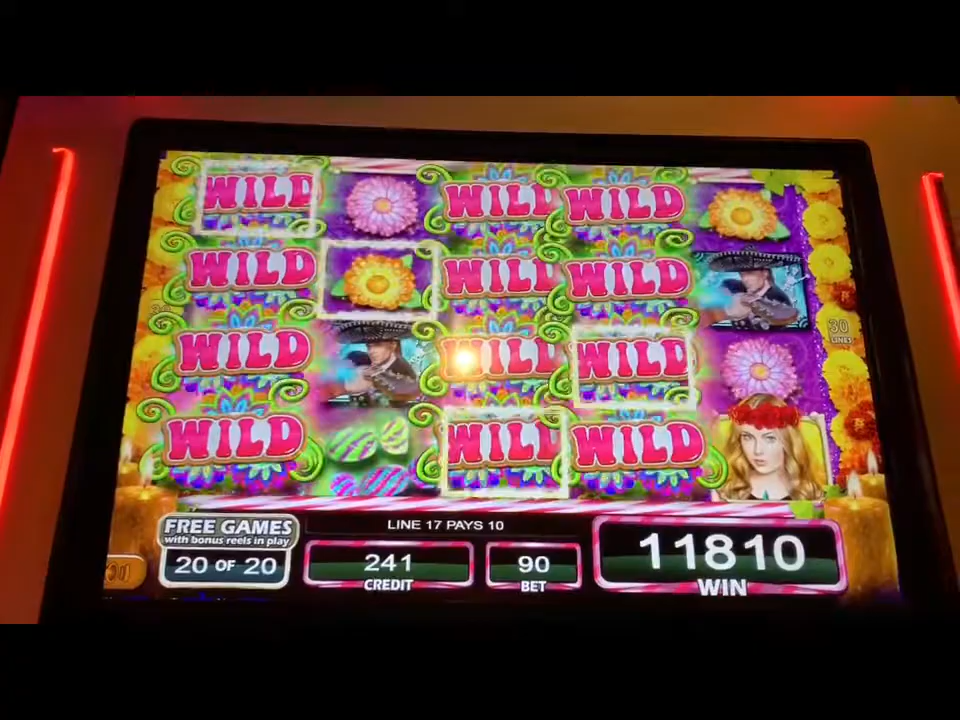 WILD WILD WILD
WILD WILD WILD
WILD WILD WILD
WILD WILD WILD
30
LINES
FREE GAMES
with bonus reels in play
20 OF 20
LINE 17 PAYS 10
241
CREDIT
90
BET
11810
WIN